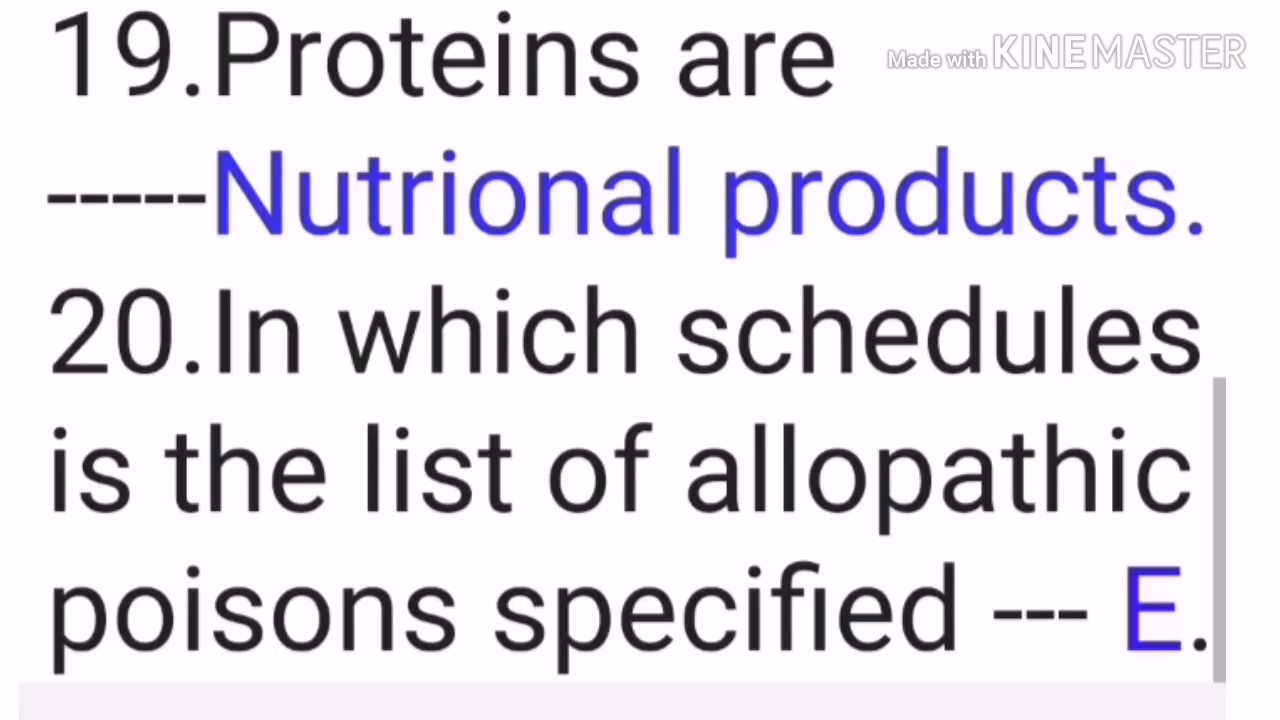 19.Proteins are
Made with KINEMASTER
-----Nutrional products.
20.In which schedules
is the list of allopathic
poisons specified --- E.